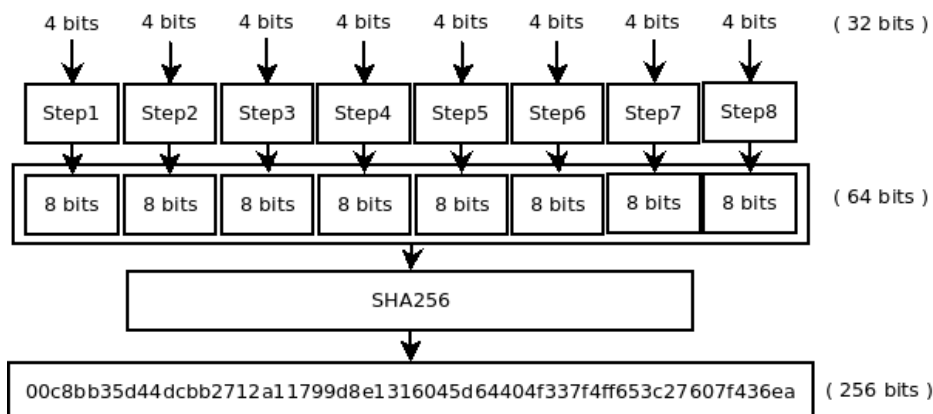 4 bits 4 bits 4 bits 4 bits 4 bits 4 bits 4 bits 4 bits ( 32 bits )
Step1 Step2 Step3 Step4 Step5 Step6 Step7 Step8
8 bits 8 bits 8 bits 8 bits 8 bits 8 bits 8 bits 8 bits ( 64 bits )
SHA256
00c8bb35d44dcbb2712a11799d8e1316045d64404f337f4ff653c27607f436ea ( 256 bits )